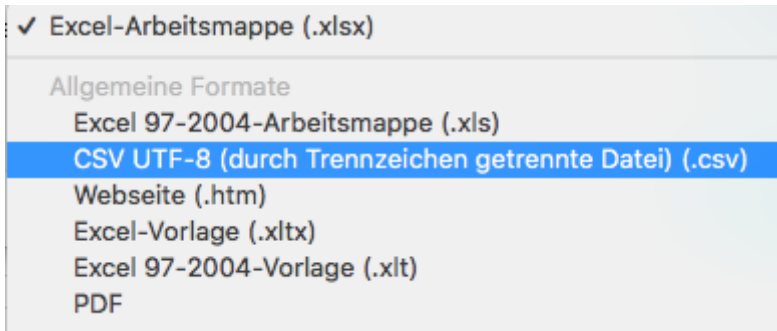 ✓ Excel-Arbeitsmappe (.xlsx)
Allgemeine Formate
Excel 97-2004-Arbeitsmappe (.xls)
CSV UTF-8 (durch Trennzeichen getrennte Datei) (.csv)
Webseite (.htm)
Excel-Vorlage (.xltx)
Excel 97-2004-Vorlage (.xlt)
PDF